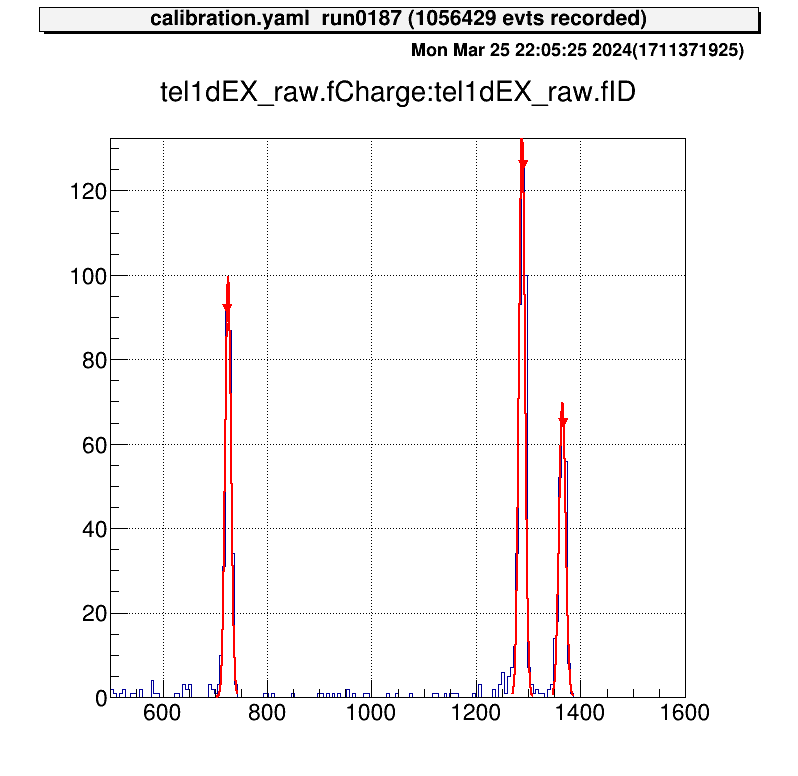 calibration.yaml run0187 (1056429 evts recorded)
Mon Mar 25 22:05:25 2024(1711371925)
tel1dEX_raw.fCharge:tel1dEX_raw.fID
120
100
80
60
40
20
0
600 800 1000 1200 1400 1600